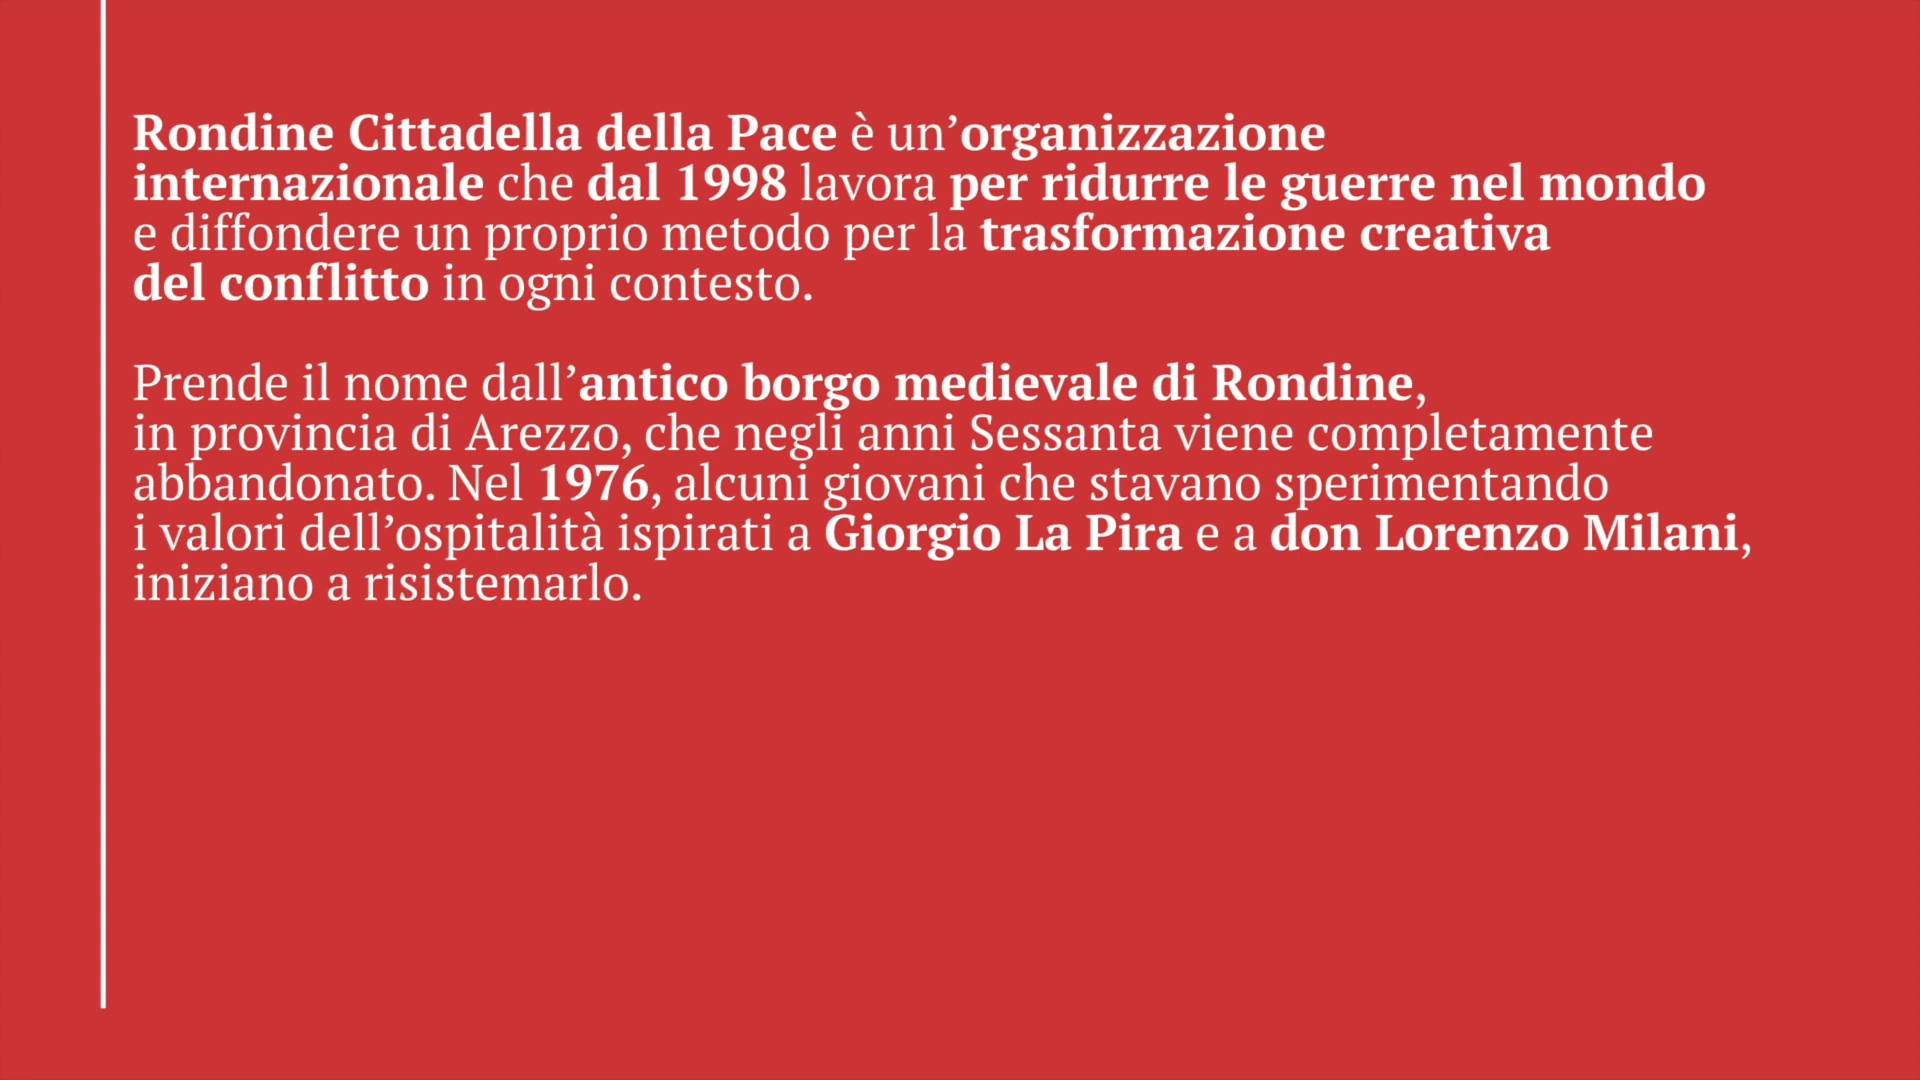 Rondine Cittadella della Pace è un’organizzazione
internazionale che dal 1998 lavora per ridurre le guerre nel mondo
e diffondere un proprio metodo per la trasformazione creativa
del conflitto in ogni contesto.
Prende il nome dall’antico borgo medievale di Rondine,
in provincia di Arezzo, che negli anni Sessanta viene completamente
abbandonato. Nel 1976, alcuni giovani che stavano sperimentando
i valori dell’ospitalità ispirati a Giorgio La Pira e a don Lorenzo Milani,
iniziano a risistemarlo.